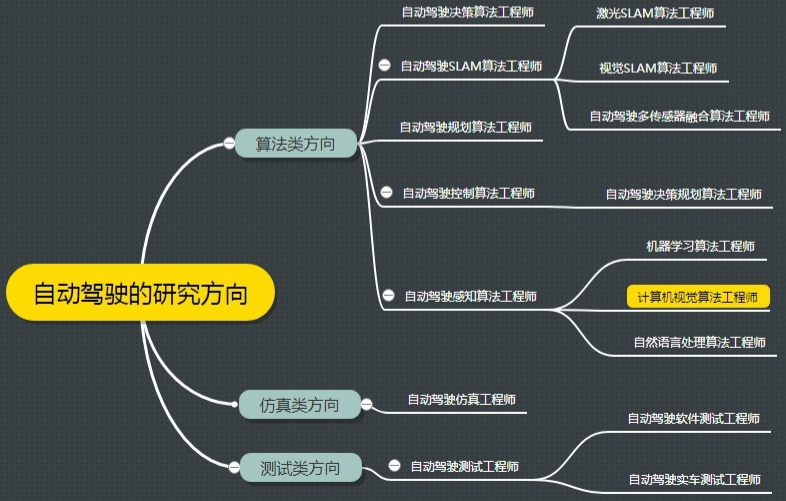 自动驾驶的研究方向
算法类方向
自动驾驶决策算法工程师
自动驾驶SLAM算法工程师
激光SLAM算法工程师
视觉SLAM算法工程师
自动驾驶多传感器融合算法工程师
自动驾驶规划算法工程师
自动驾驶控制算法工程师
自动驾驶决策规划算法工程师
自动驾驶感知算法工程师
机器学习算法工程师
计算机视觉算法工程师
自然语言处理算法工程师
仿真类方向
自动驾驶仿真工程师
测试类方向
自动驾驶测试工程师
自动驾驶软件测试工程师
自动驾驶实车测试工程师